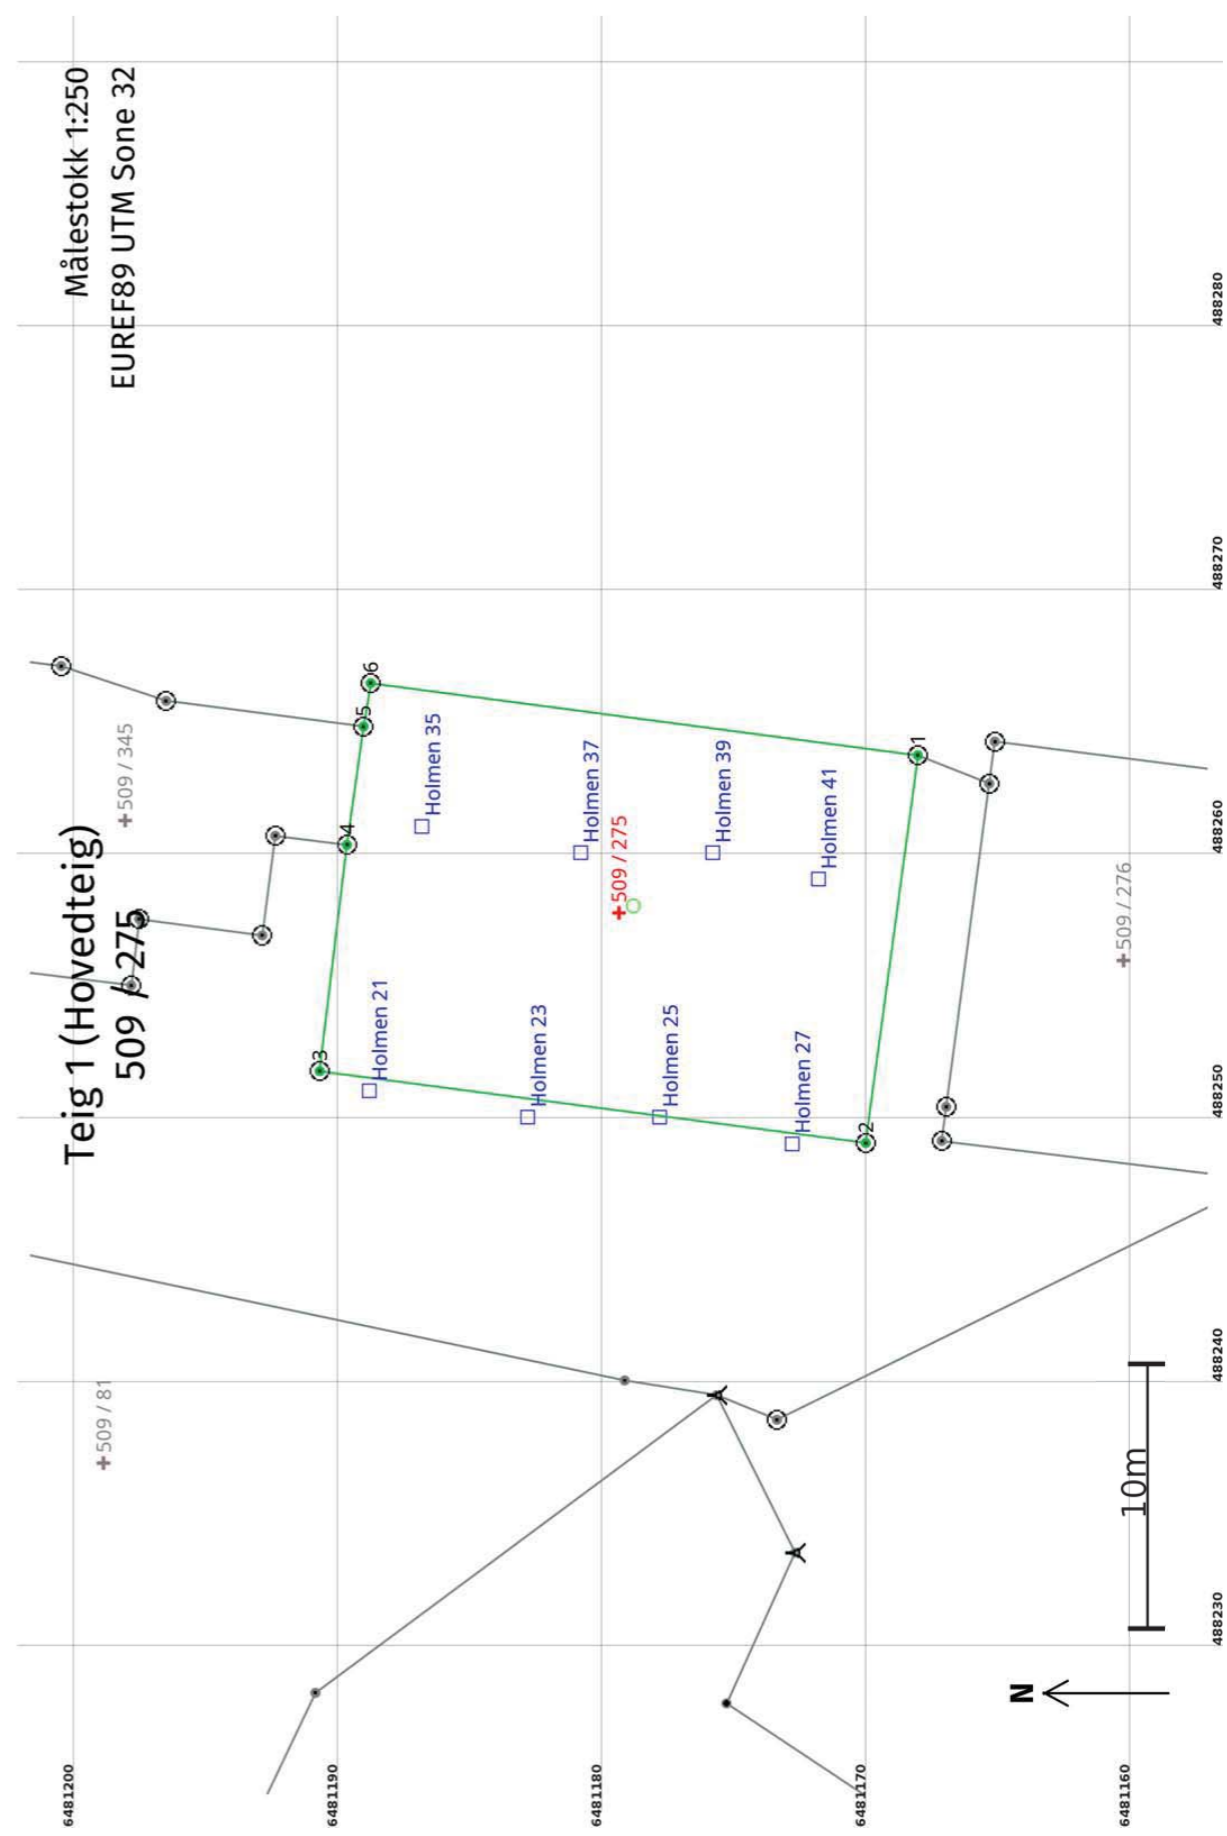 Teig 1 (Hovedteig)
509 / 275
Målestokk 1:250
EUREF89 UTM Sone 32
6481200
6481190
6481180
6481170
6481160
509 / 81
509 / 345
3
4
5
6
Holmen 21
Holmen 35
Holmen 23
Holmen 37
509 / 275
Holmen 25
Holmen 39
Holmen 27
Holmen 41
2
1
509 / 276
N
10m
488230
488240
488250
488260
488270
488280